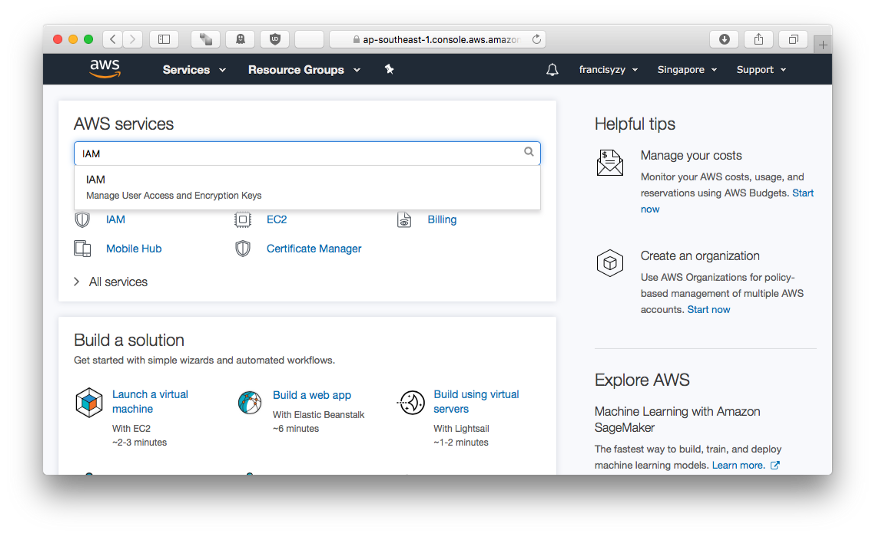 ap-southeast-1.console.aws.amazon
aws
Services
Resource Groups
francisyzy
Singapore
Support
AWS services
IAM
IAM
Manage User Access and Encryption Keys
IAM
EC2
Billing
Mobile Hub
Certificate Manager
All services
Build a solution
Get started with simple wizards and automated workflows.
Launch a virtual
machine
With EC2
~2-3 minutes
Build a web app
With Elastic Beanstalk
~6 minutes
Build using virtual
servers
With Lightsail
~1-2 minutes
Helpful tips
Manage your costs
Monitor your AWS costs, usage, and
reservations using AWS Budgets. Start
now
Create an organization
Use AWS Organizations for policy-
based management of multiple AWS
accounts. Start now
Explore AWS
Machine Learning with Amazon
SageMaker
The fastest way to build, train, and deploy
machine learning models. Learn more.